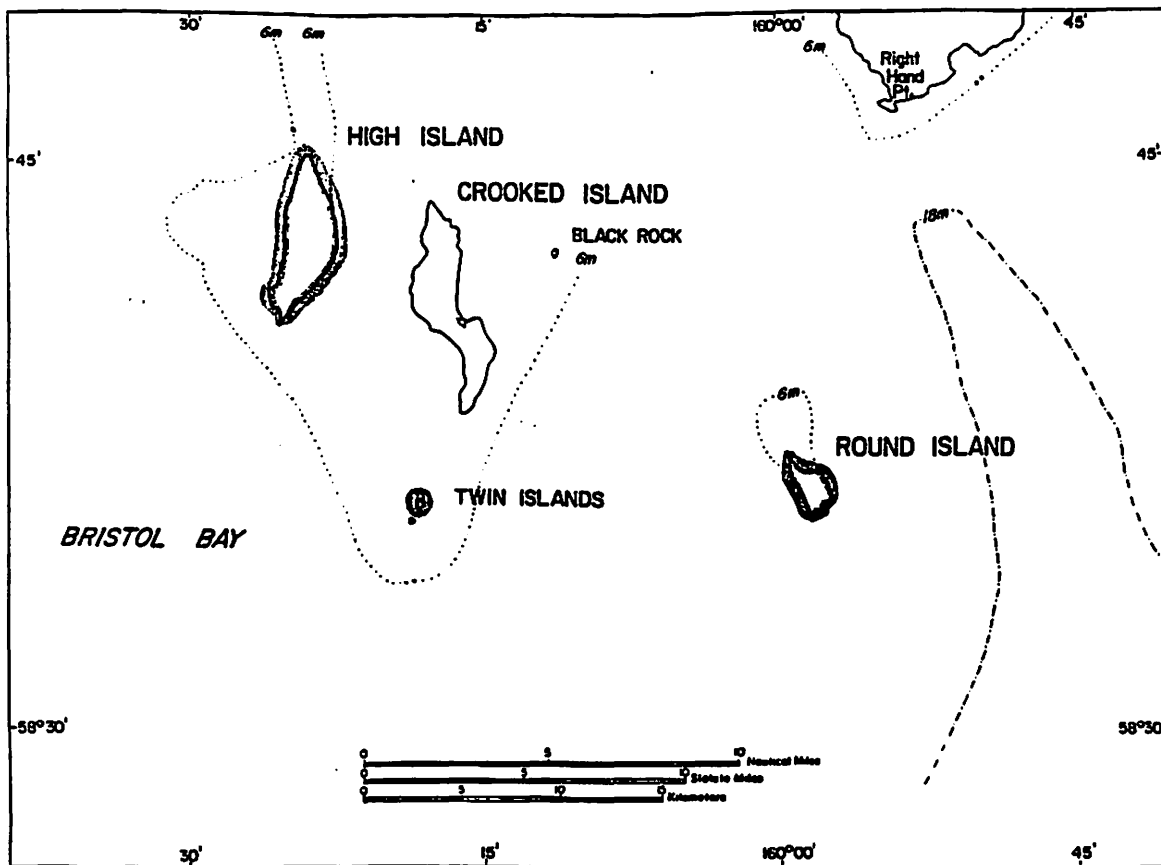 30' 15' 160°00' 45'
6m 6m 6m
Right
Hand
Pt.
HIGH ISLAND
45' 45'
CROOKED ISLAND
BLACK ROCK
6m
18m
6m
ROUND ISLAND
TWIN ISLANDS
BRISTOL BAY
58°30' 58°30'
0 5 10 Nautical Miles
0 5 10 Statute Miles
0 5 10 15 Kilometers
30' 15' 160°00' 45'